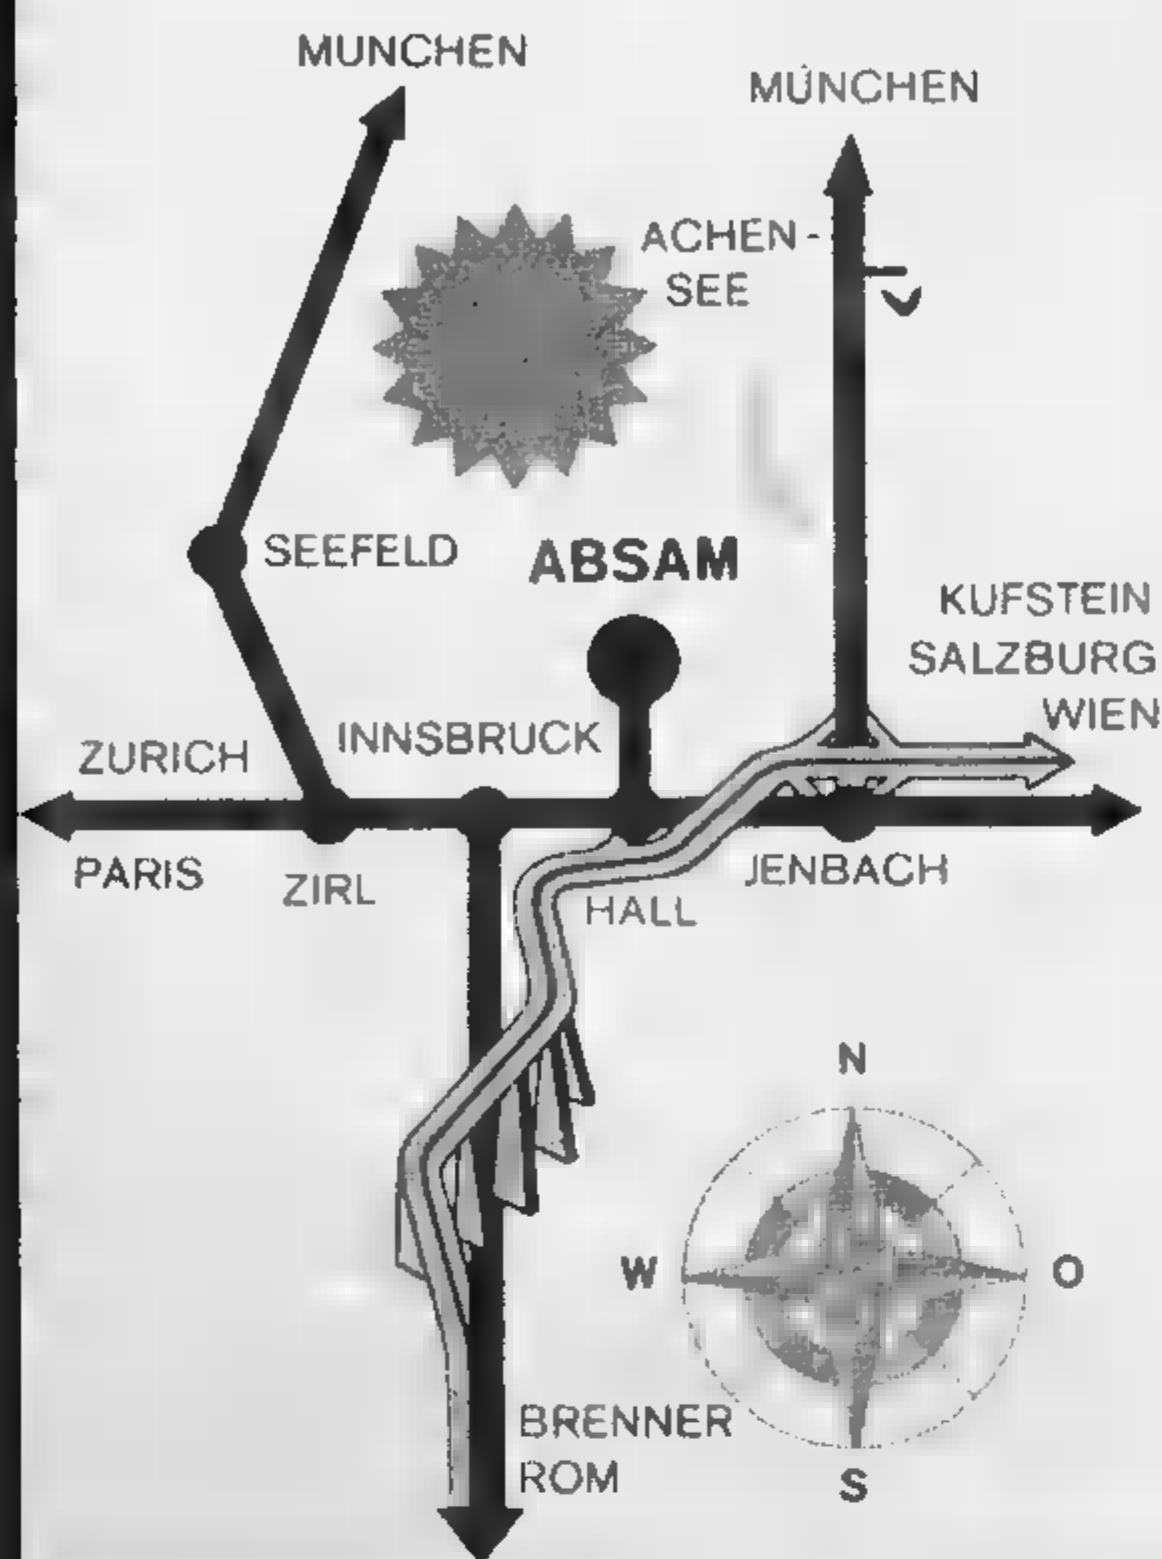 MUNCHEN
MÜNCHEN
ACHEN-
SEE
SEEFELD
ABSAM
KUFSTEIN
SALZBURG
WIEN
INNSBRUCK
ZURICH
PARIS
ZIRL
HALL
JENBACH
N
W
O
S
BRENNER
ROM